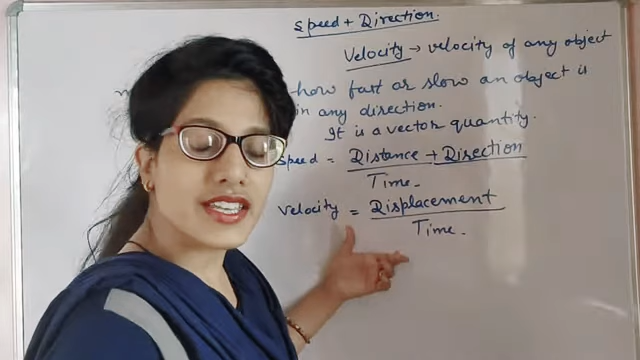 Speed + Direction.
Velocity → velocity of any object
how fast or slow an object is
in any direction.
It is a vector quantity.
Speed = Distance + Direction
Time.
Velocity = Displacement
Time.